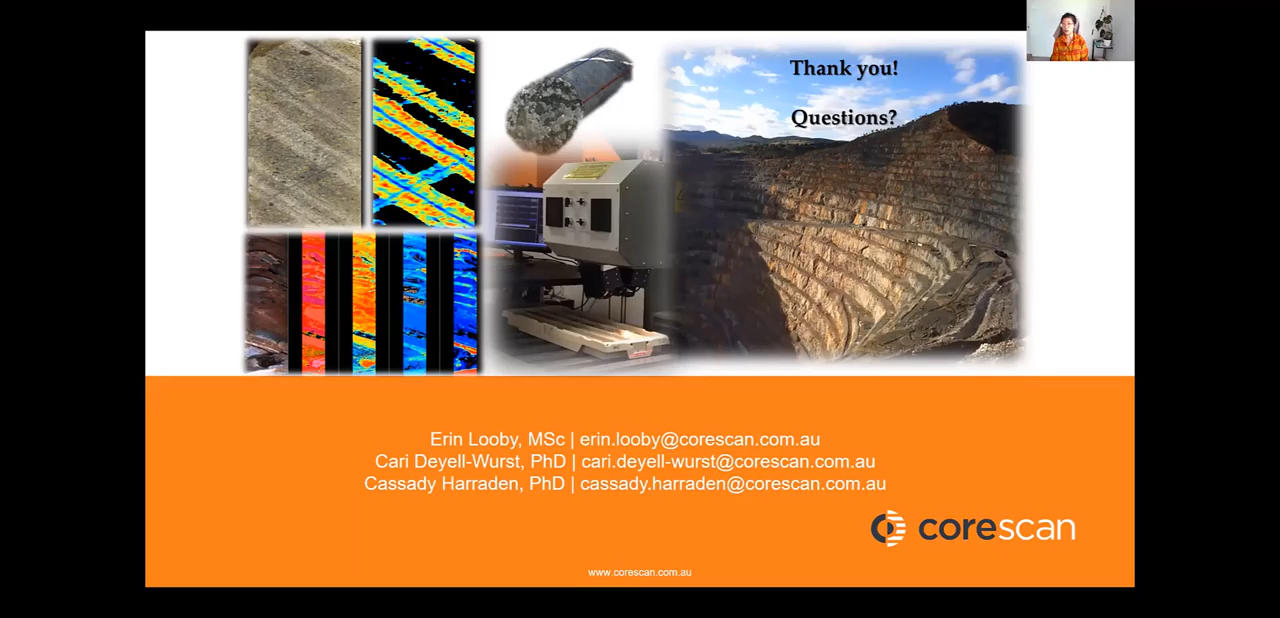 Thank you!
Questions?
Erin Looby, MSc | erin.looby@corescan.com.au
Cari Deyell-Wurst, PhD | cari.deyell-wurst@corescan.com.au
Cassady Harraden, PhD | cassady.harraden@corescan.com.au
corescan
www.corescan.com.au